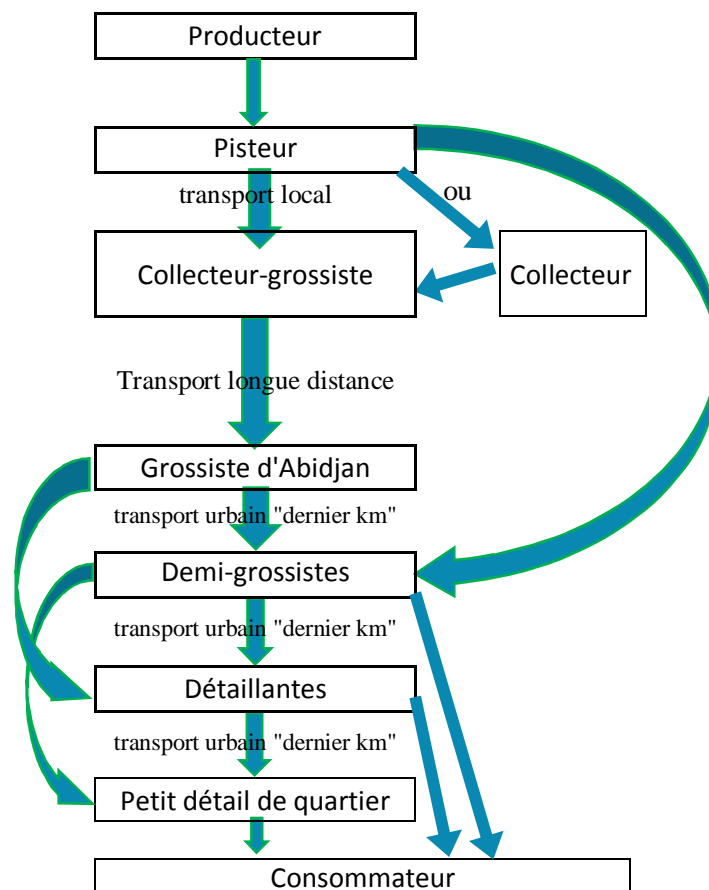 Producteur
Pisteur
transport local
ou
Collecteur-grossiste
Collecteur
Transport longue distance
Grossiste d'Abidjan
transport urbain "dernier km"
Demi-grossistes
transport urbain "dernier km"
Détaillantes
transport urbain "dernier km"
Petit détail de quartier
Consommateur